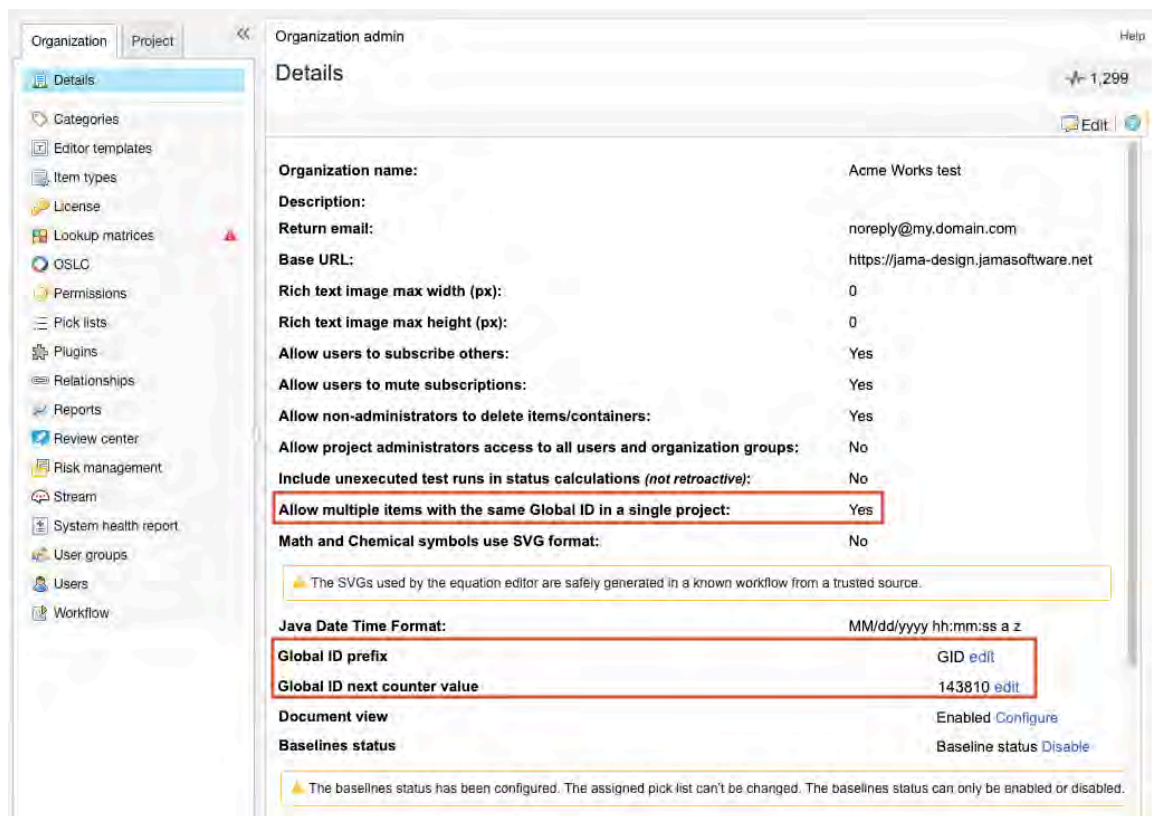 Organization
Project
Details
Categories
Editor templates
Item types
License
Lookup matrices
OSLC
Permissions
Pick lists
Plugins
Relationships
Reports
Review center
Risk management
Stream
System health report
User groups
Users
Workflow
Organization admin
Help
Details
1,299
Edit
Organization name: Acme Works test
Description:
Return email: noreply@my.domain.com
Base URL: https://jama-design.jamasoftware.net
Rich text image max width (px): 0
Rich text image max height (px): 0
Allow users to subscribe others: Yes
Allow users to mute subscriptions: Yes
Allow non-administrators to delete items/containers: Yes
Allow project administrators access to all users and organization groups: No
Include unexecuted test runs in status calculations (not retroactive): No
Allow multiple items with the same Global ID in a single project: Yes
Math and Chemical symbols use SVG format: No
The SVGs used by the equation editor are safely generated in a known workflow from a trusted source.
Java Date Time Format: MM/dd/yyyy hh:mm:ss a z
Global ID prefix GID edit
Global ID next counter value 143810 edit
Document view Enabled Configure
Baselines status Baseline status Disable
The baselines status has been configured. The assigned pick list can't be changed. The baselines status can only be enabled or disabled.